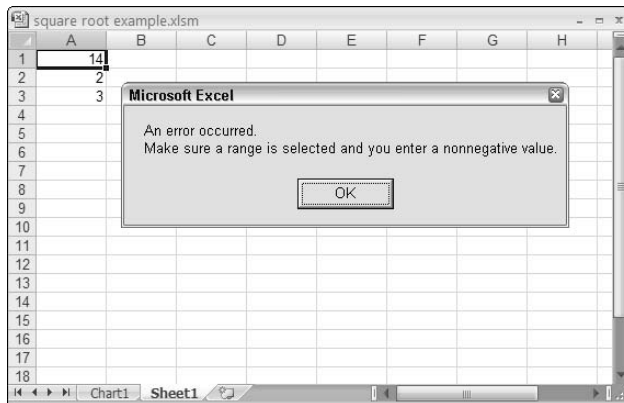 square root example.xlsm
A B C D E F G H
1 14
2 2
3 3
Microsoft Excel
4
An error occurred.
5
Make sure a range is selected and you enter a nonnegative value.
6
7
OK
8
9
10
11
12
13
14
15
16
17
18
Chart1 Sheet1